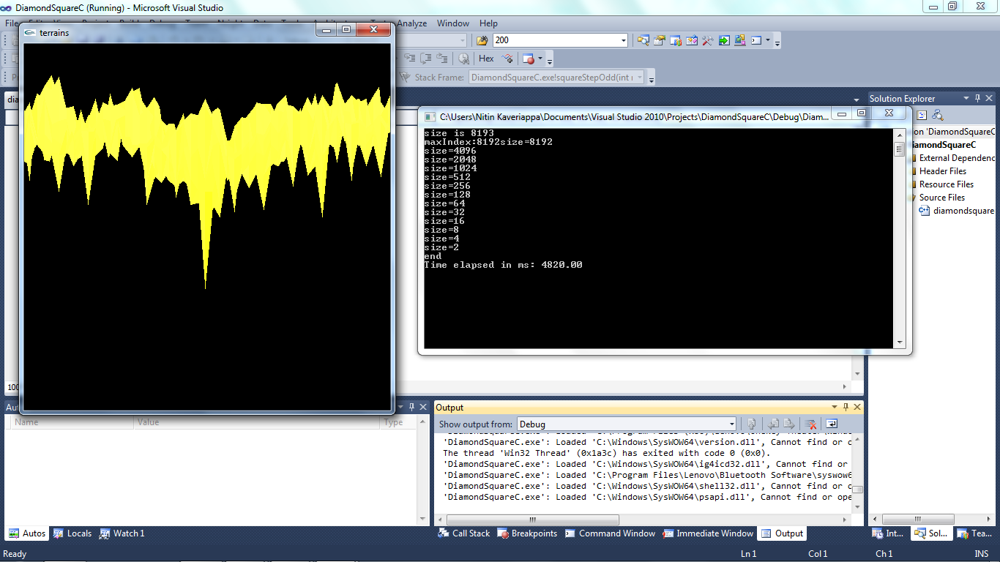 DiamondSquareC (Running) - Microsoft Visual Studio
Analyze Window Help
terrains
200
Hex
Stack Frame: DiamondSquareC.exe!squareStepOdd(int
Solution Explorer
C:\Users\Nitin Kaveriappa\Documents\Visual Studio 2010\Projects\DiamondSquareC\Debug\Diam...
size is 8193
maxIndex:8192size=8192
size=4096
size=2048
size=1024
size=512
size=256
size=128
size=64
size=32
size=16
size=8
size=4
size=2
end
Time elapsed in ms: 4820.00
on 'DiamondSquareC
iamondSquareC
External Dependenc
Header Files
Resource Files
Source Files
diamondsquare
100
Au
Name Value Type
Output
Show output from: Debug
'DiamondSquareC.exe': Loaded 'C:\Windows\SysWOW64\version.dll', Cannot find or o
The thread 'Win32 Thread' (0x1a3c) has exited with code 0 (0x0).
'DiamondSquareC.exe': Loaded 'C:\Windows\SysWOW64\ig4icd32.dll', Cannot find or
'DiamondSquareC.exe': Loaded 'C:\Program Files\Lenovo\Bluetooth Software\syswow6
'DiamondSquareC.exe': Loaded 'C:\Windows\SysWOW64\shell32.dll', Cannot find or o
'DiamondSquareC.exe': Loaded 'C:\Windows\SysWOW64\psapi.dll', Cannot find or ope
Autos Locals Watch 1
Call Stack Breakpoints Command Window Immediate Window Output
Int... Sol... Tea...
Ready Ln 1 Col 1 Ch 1 INS